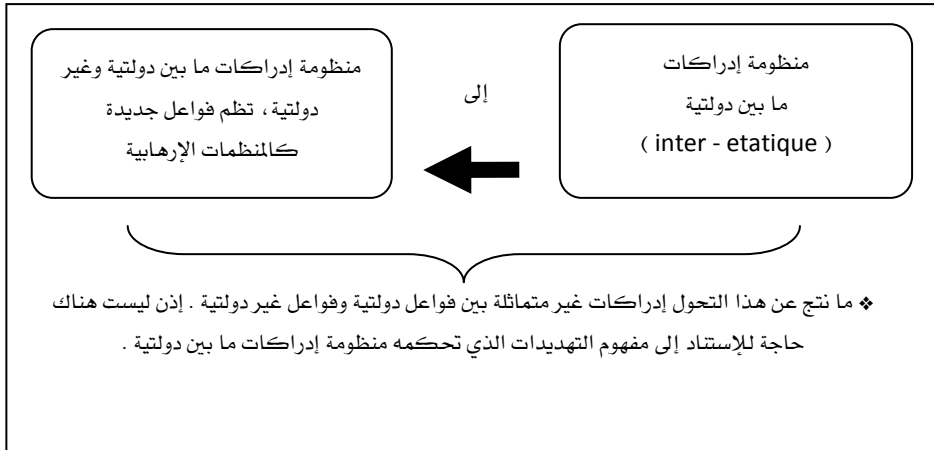 منظومة إدراكات
ما بين دولتية
( inter - etatique )
إلى
منظومة إدراكات ما بين دولتية وغير
دولتية ، تظم فواعل جديدة
كالمنظمات الإرهابية
❖ ما نتج عن هذا التحول إدراكات غير متماثلة بين فواعل دولتية وفواعل غير دولتية . إذن ليست هناك
حاجة للإستناد إلى مفهوم التهديدات الذي تحكمه منظومة إدراكات ما بين دولتية .